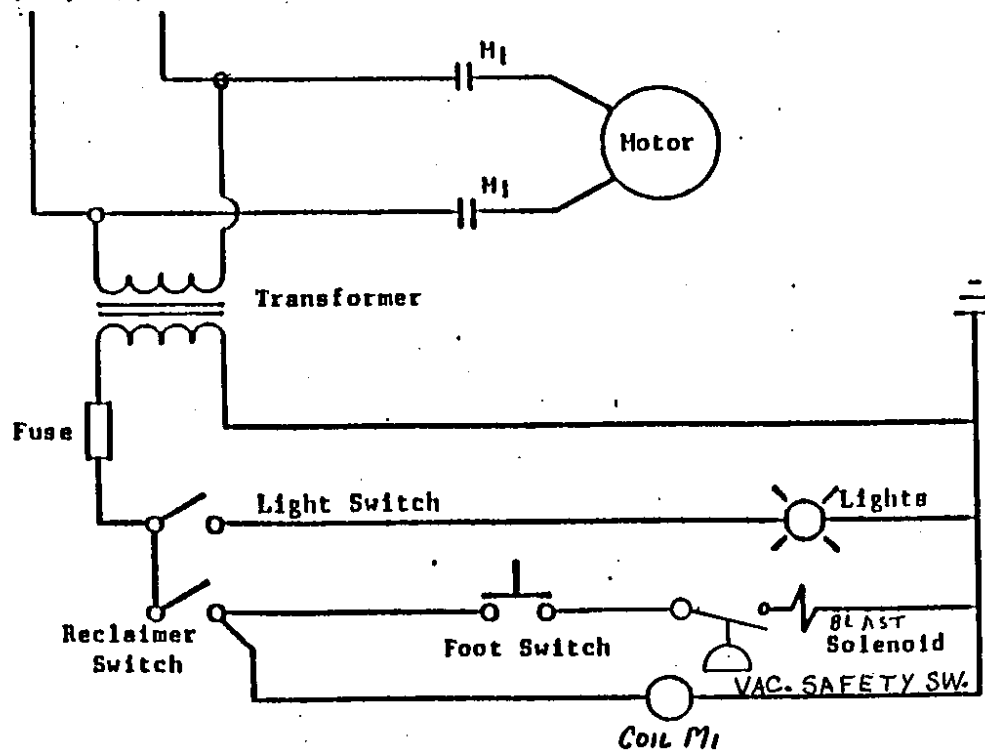 M1
Motor
M1
Transformer
Fuse
Light Switch
Lights
Reclaimer
Switch
Foot Switch
BLAST
Solenoid
VAC. SAFETY SW.
COIL M1